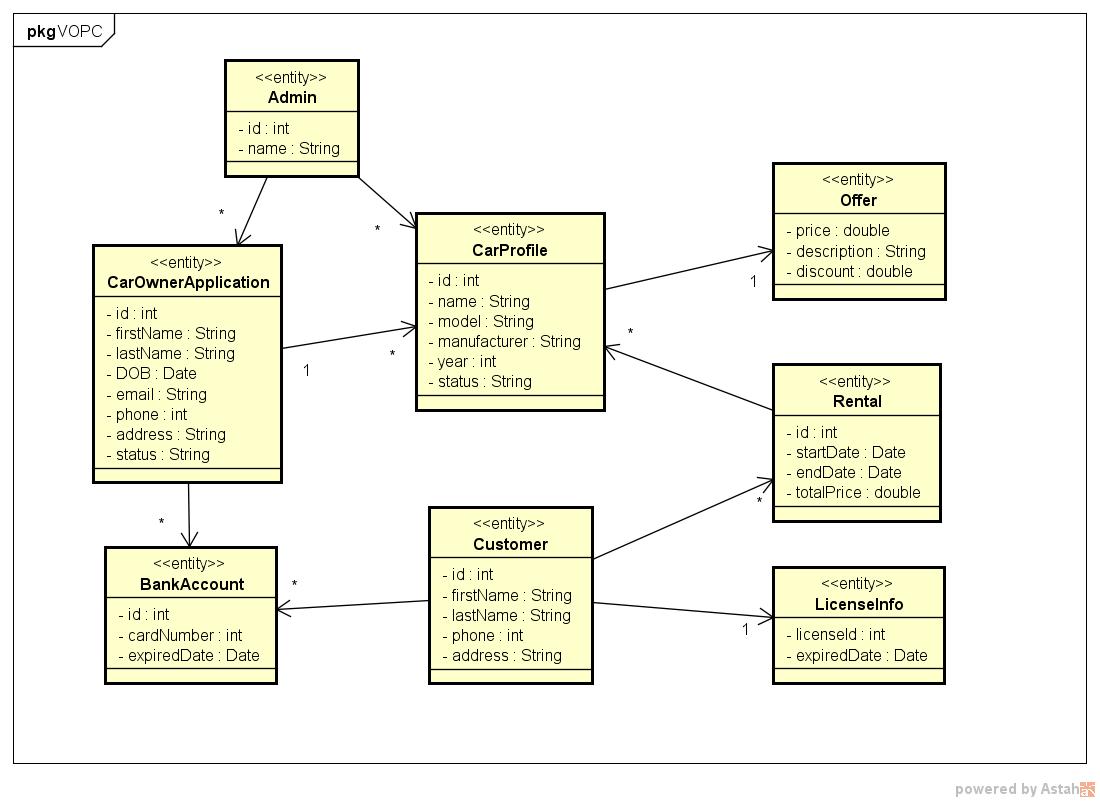 pkg VOPC
<<entity>>
Admin
- id : int
- name : String
*
*
<<entity>>
CarOwnerApplication
- id : int
- firstName : String
- lastName : String
- DOB : Date
- email : String
- phone : int
- address : String
- status : String
1
*
<<entity>>
CarProfile
- id : int
- name : String
- model : String
- manufacturer : String
- year : int
- status : String
1
*
<<entity>>
Offer
- price : double
- description : String
- discount : double
<<entity>>
Rental
- id : int
- startDate : Date
- endDate : Date
- totalPrice : double
*
*
<<entity>>
BankAccount
- id : int
- cardNumber : int
- expiredDate : Date
*
<<entity>>
Customer
- id : int
- firstName : String
- lastName : String
- phone : int
- address : String
1
<<entity>>
LicenseInfo
- licenseId : int
- expiredDate : Date
powered by Astah